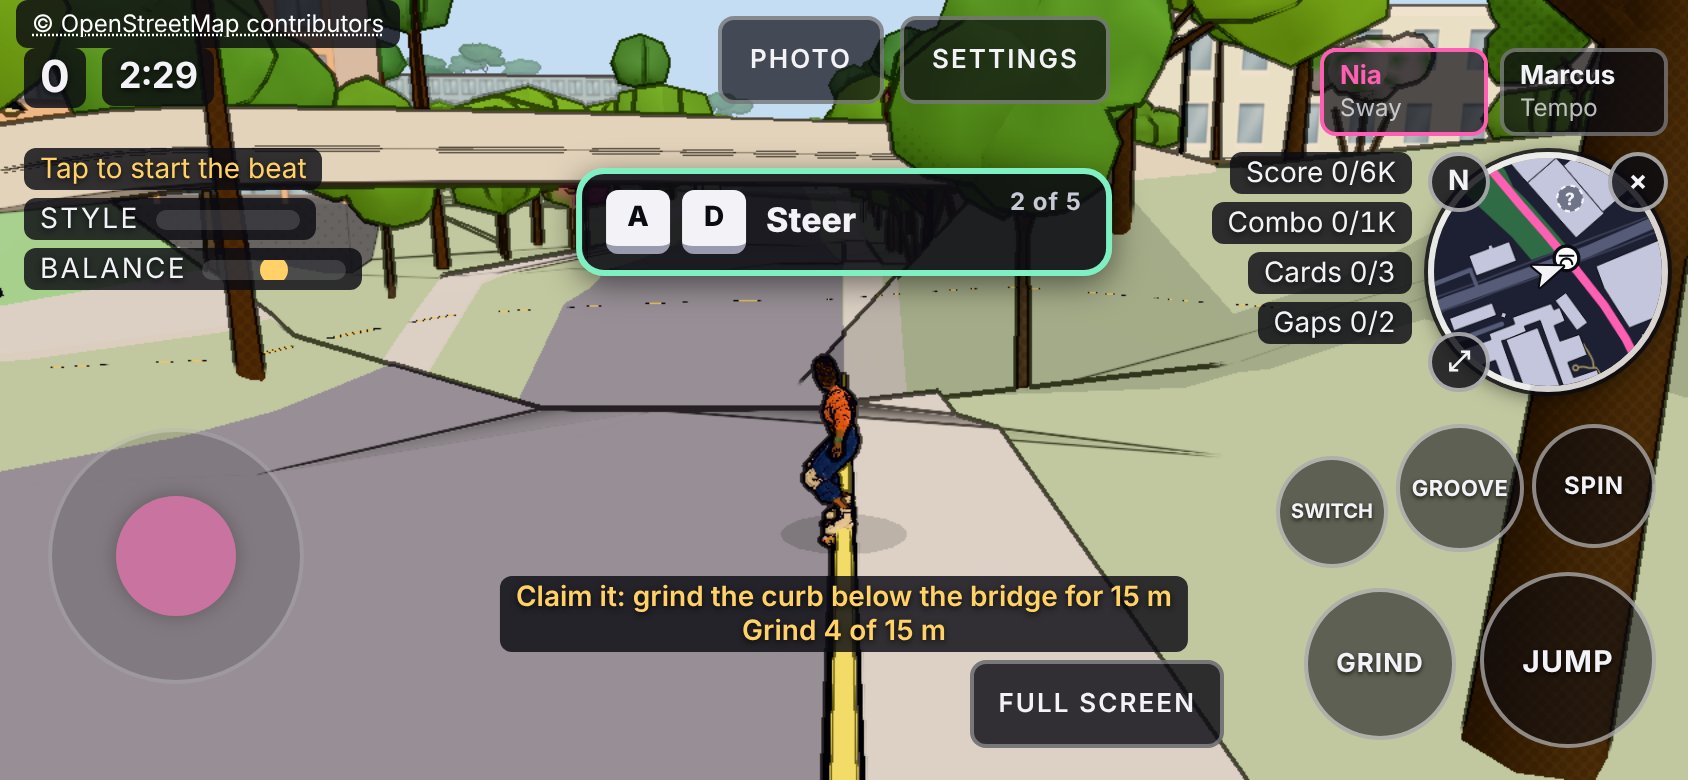 © OpenStreetMap contributors
0
2:29
PHOTO
SETTINGS
Nia
Sway
Marcus
Tempo
Tap to start the beat
STYLE
BALANCE
A D Steer
2 of 5
Score 0/6K
Combo 0/1K
Cards 0/3
Gaps 0/2
N
×
?
SWITCH
GROOVE
SPIN
Claim it: grind the curb below the bridge for 15 m
Grind 4 of 15 m
GRIND
JUMP
FULL SCREEN